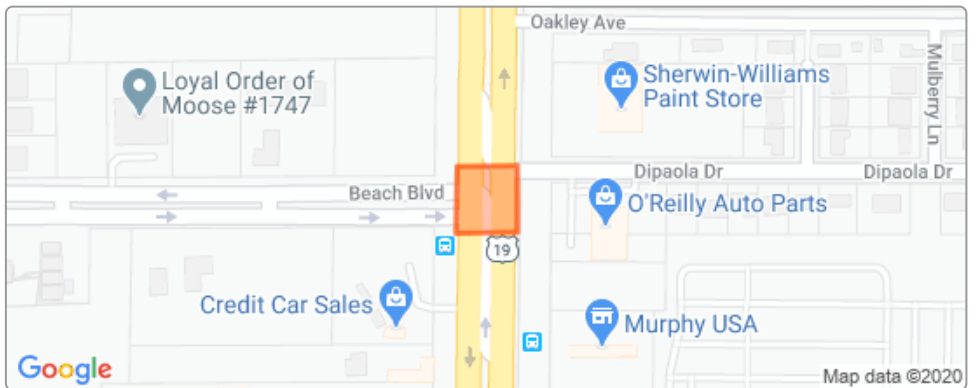 Oakley Ave
Loyal Order of
Moose #1747
Sherwin-Williams
Paint Store
Mulberry Ln
Dipaola Dr
Dipaola Dr
Beach Blvd
O'Reilly Auto Parts
19
Credit Car Sales
Murphy USA
Google
Map data ©2020